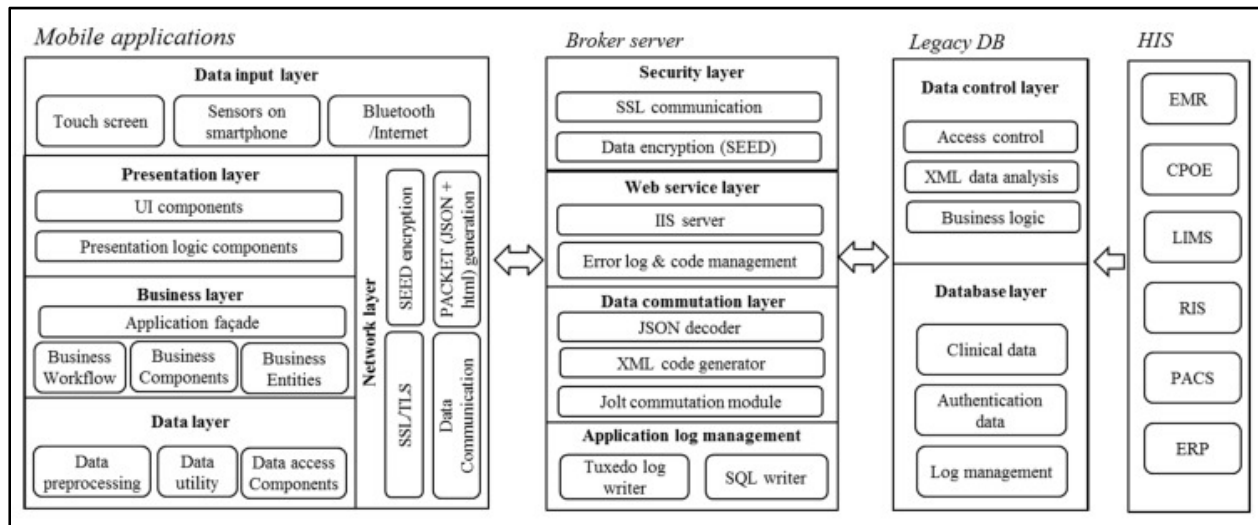 Mobile applications
Data input layer
Touch screen
Sensors on
smartphone
Bluetooth
/Internet
Presentation layer
UI components
Presentation logic components
Business layer
Application façade
Business
Workflow
Business
Components
Business
Entities
Data layer
Data
preprocessing
Data
utility
Data access
Components
Network layer
SEED encryption
PACKET (JSON +
html) generation
SSL/TLS
Data
Communication
Broker server
Security layer
SSL communication
Data encryption (SEED)
Web service layer
IIS server
Error log & code management
Data commutation layer
JSON decoder
XML code generator
Jolt commutation module
Application log management
Tuxedo log
writer
SQL writer
Legacy DB
Data control layer
Access control
XML data analysis
Business logic
Database layer
Clinical data
Authentication
data
Log management
HIS
EMR
CPOE
LIMS
RIS
PACS
ERP